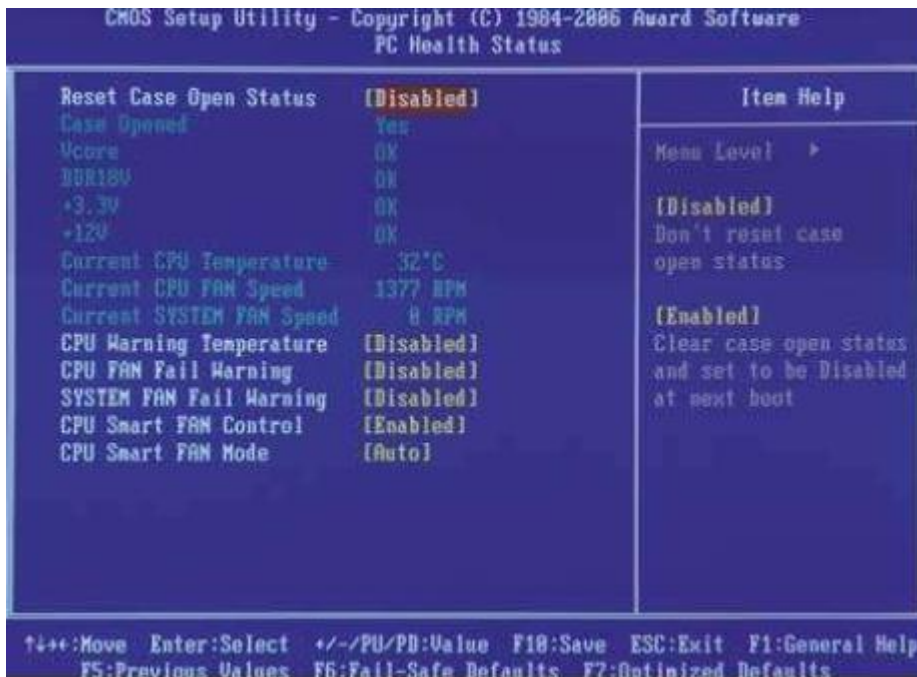 CMOS Setup Utility - Copyright (C) 1984-2006 Award Software
PC Health Status
Reset Case Open Status [Disabled]
Case Opened Yes
Vcore OK
DDR18V OK
+3.3V OK
+12V OK
Current CPU Temperature 32°C
Current CPU FAN Speed 1377 RPM
Current SYSTEM FAN Speed 0 RPM
CPU Warning Temperature [Disabled]
CPU FAN Fail Warning [Disabled]
SYSTEM FAN Fail Warning [Disabled]
CPU Smart FAN Control [Enabled]
CPU Smart FAN Mode [Auto]
Item Help
Menu Level ▶
[Disabled]
Don't reset case
open status
[Enabled]
Clear case open status
and set to be Disabled
at next boot
↑↓→←:Move Enter:Select +/-/PU/PD:Value F10:Save ESC:Exit F1:General Help
F5:Previous Values F6:Fail-Safe Defaults F7:Optimized Defaults